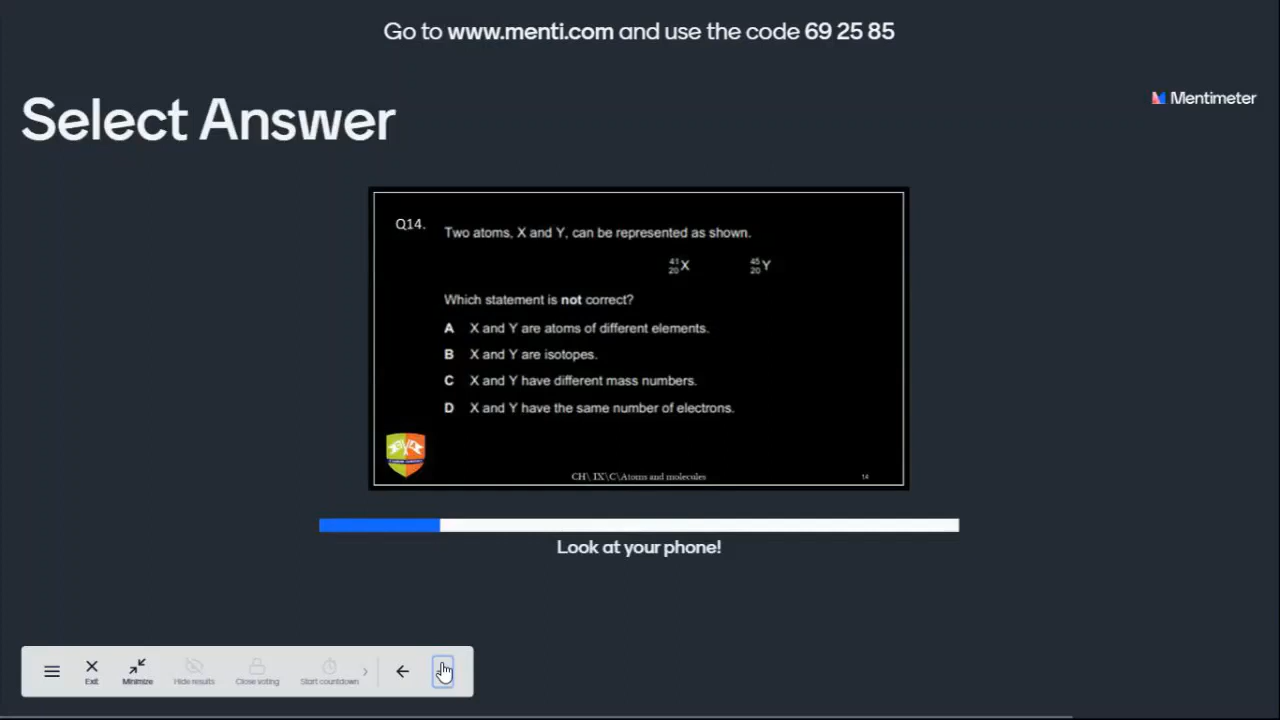 Go to www.menti.com and use the code 69 25 85
Select Answer
Mentimeter
Q14.
Two atoms, X and Y, can be represented as shown.
41 20 X 45 20 Y
Which statement is not correct?
A X and Y are atoms of different elements.
B X and Y are isotopes.
C X and Y have different mass numbers.
D X and Y have the same number of electrons.
CH\ IX\C\Atoms and molecules 14
Look at your phone!
Exit Minimize Hide results Close voting Start countdown